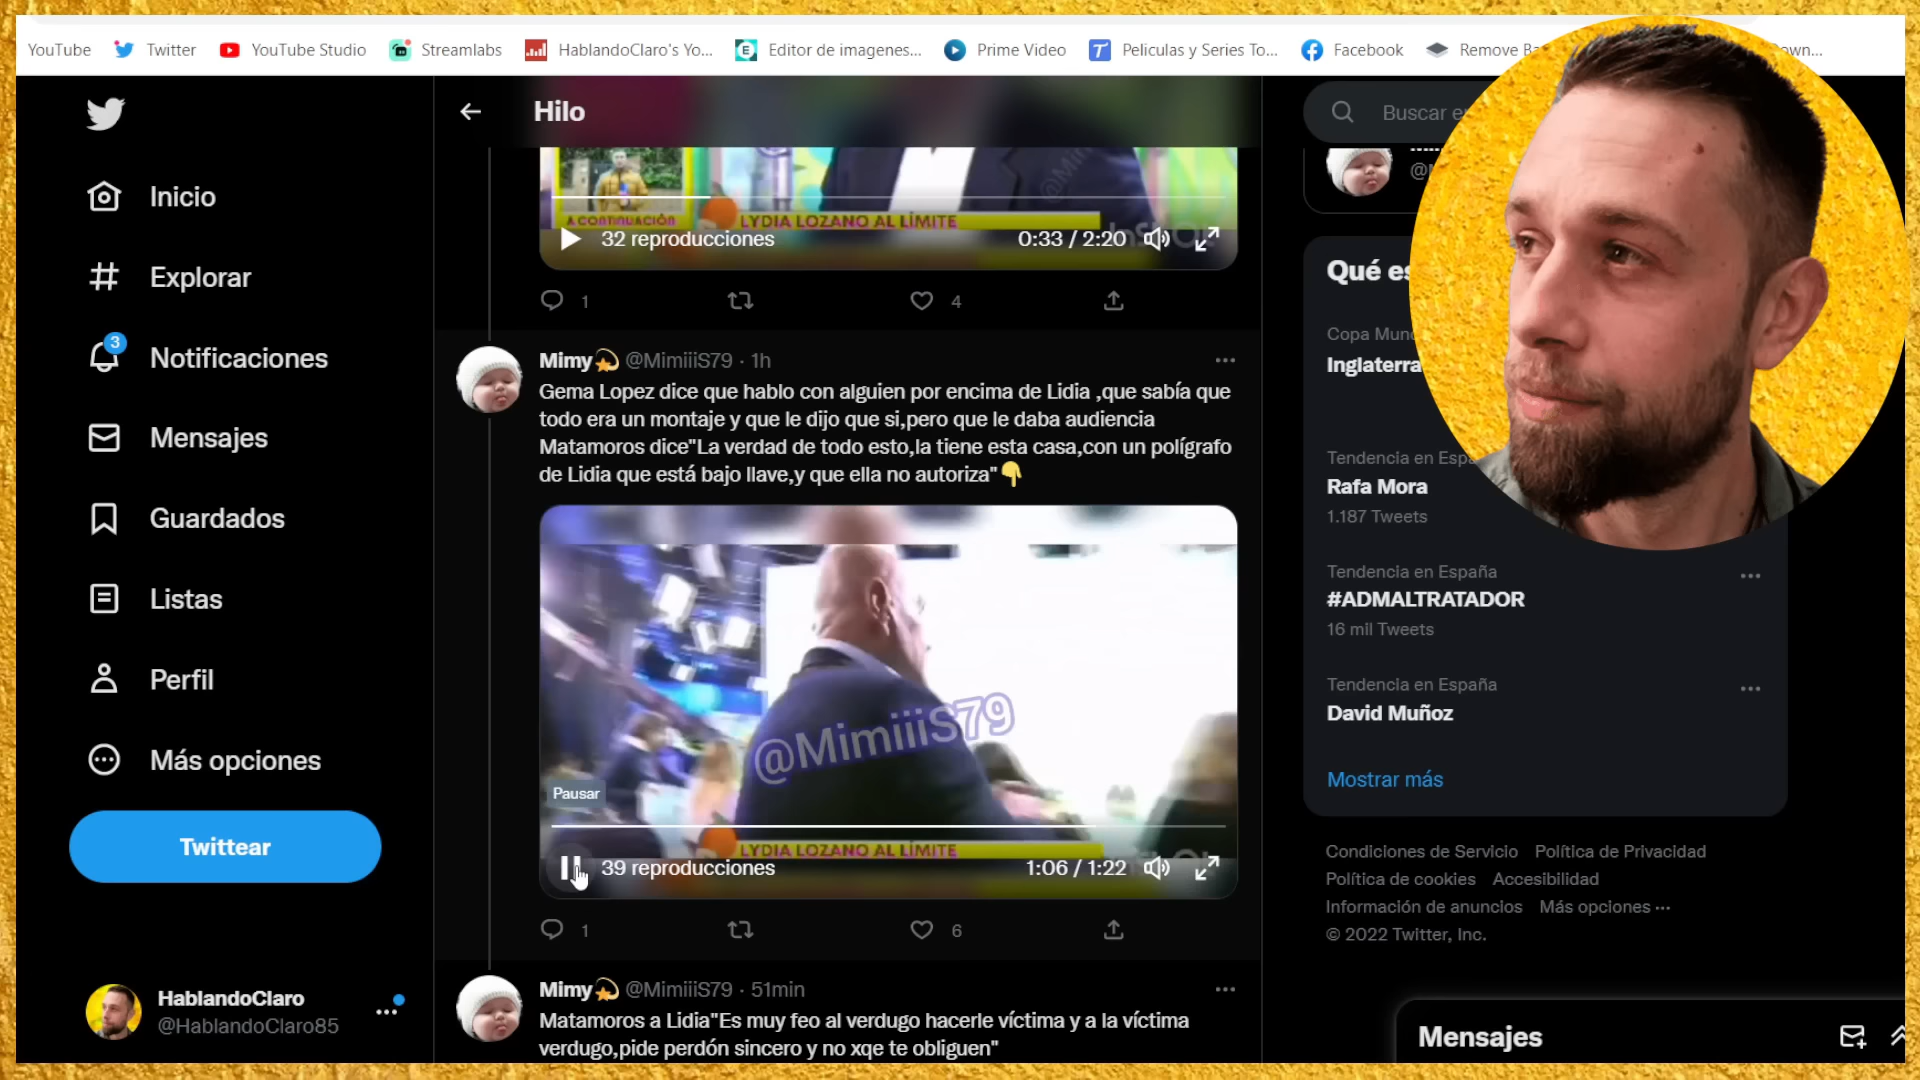 YouTube
Twitter
YouTube Studio
Streamlabs
HablandoClaro's Yo...
Editor de imagenes...
Prime Video
Peliculas y Series To...
Facebook
Remove
Hilo
Buscar
Inicio
Explorar
3
Notificaciones
Mensajes
Guardados
Listas
Perfil
Más opciones
Twittear
HablandoClaro
@HablandoClaro85
A CONTINUACIÓN
LYDIA LOZANO AL LÍMITE
32 reproducciones
0:33 / 2:20
1
4
Mimy @MimiiiS79 · 1h
Gema Lopez dice que hablo con alguien por encima de Lidia ,que sabía que
todo era un montaje y que le dijo que si,pero que le daba audiencia
Matamoros dice"La verdad de todo esto,la tiene esta casa,con un polígrafo
de Lidia que está bajo llave,y que ella no autoriza"
@MimiiiS79
Pausar
LYDIA LOZANO AL LÍMITE
39 reproducciones
1:06 / 1:22
1
6
Mimy @MimiiiS79 · 51min
Matamoros a Lidia"Es muy feo al verdugo hacerle víctima y a la víctima
verdugo,pide perdón sincero y no xqe te obliguen"
Qué
Copa
Inglaterra
Tendencia en
Rafa Mora
1.187 Tweets
Tendencia en España
#ADMALTRATADOR
16 mil Tweets
Tendencia en España
David Muñoz
Mostrar más
Condiciones de Servicio Política de Privacidad
Política de cookies Accesibilidad
Información de anuncios Más opciones ...
© 2022 Twitter, Inc.
Mensajes